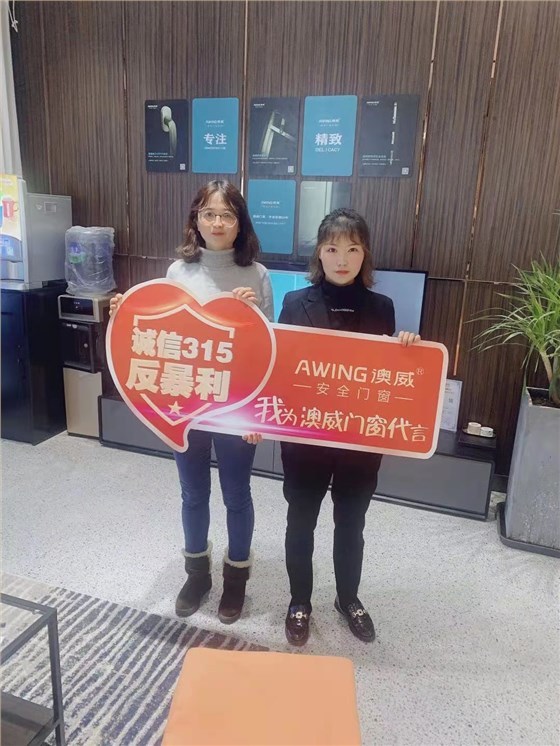 专注
精致
诚信315
反暴利
AWING澳威®
安全门窗
我为澳威门窗代言